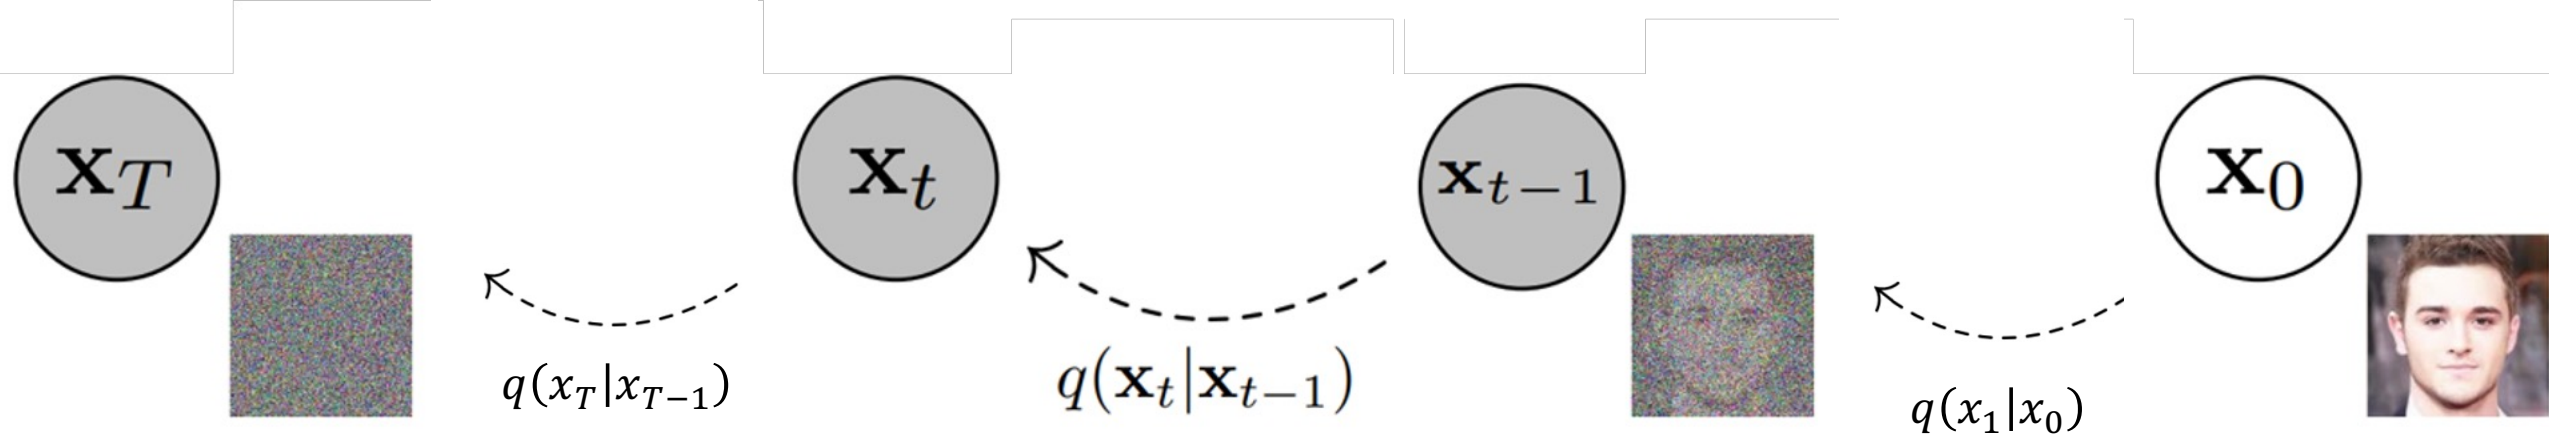 x_T
x_t
x_{t-1}
x_0
q(x_T|x_{T-1})
q(x_t|x_{t-1})
q(x_1|x_0)